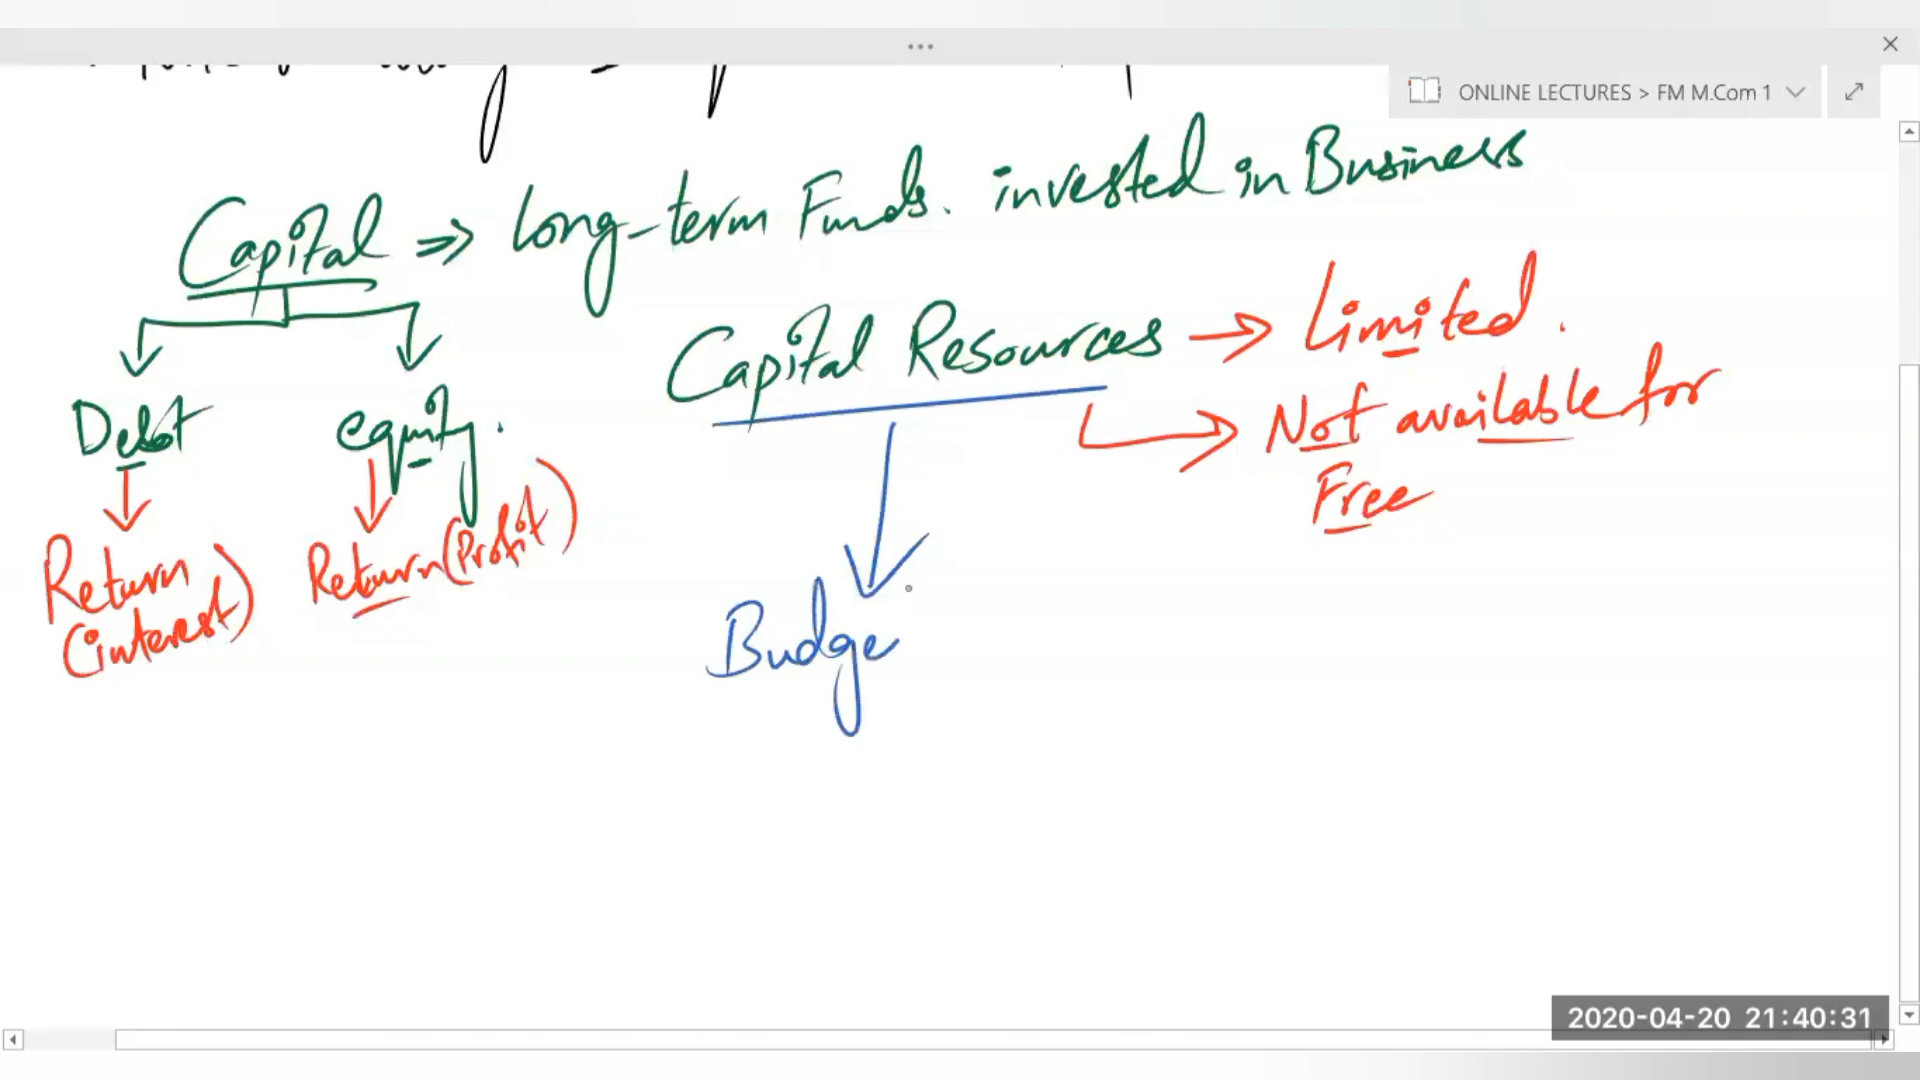 ONLINE LECTURES > FM M.Com 1
Capital => Long-term Funds. invested in Business
Capital Resources → Limited.
Debt equity.
Not available for
Free
Return (Profit)
Return
(interest)
Budge
2020-04-20 21:40:31